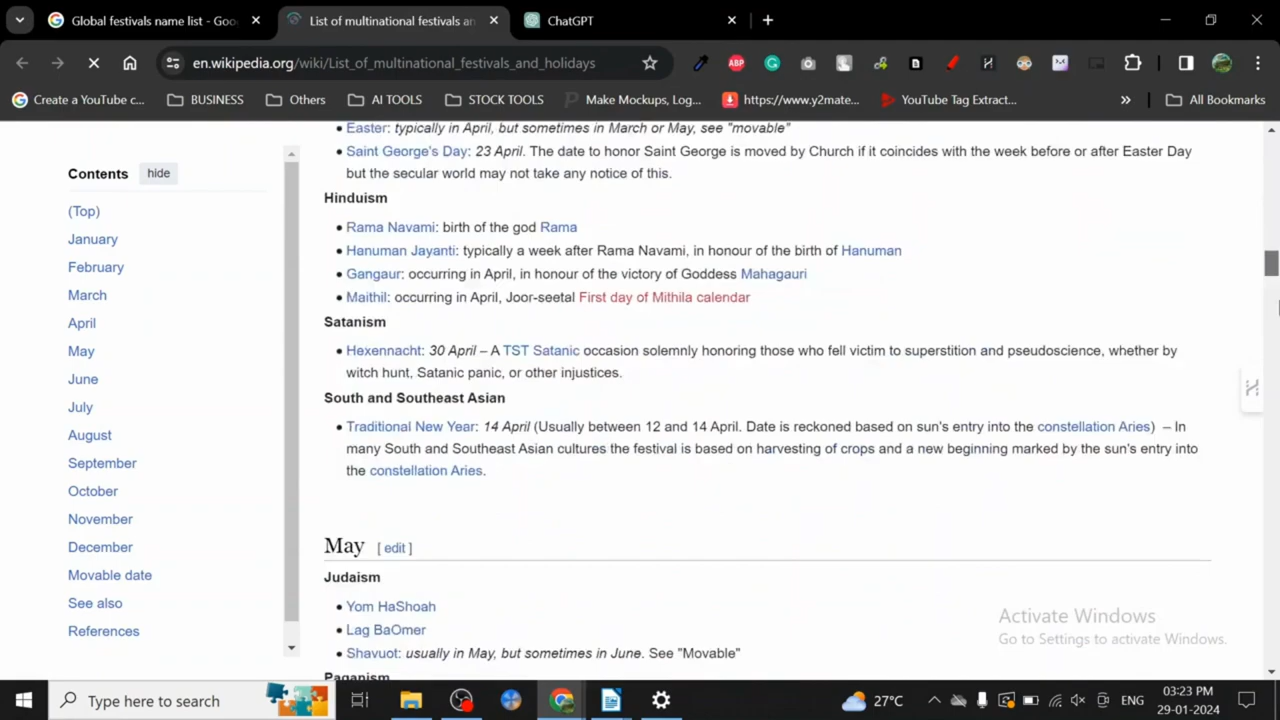 Global festivals name list - Goo
List of multinational festivals an
ChatGPT
en.wikipedia.org/wiki/List_of_multinational_festivals_and_holidays
ABP
Create a YouTube c...
BUSINESS
Others
AI TOOLS
STOCK TOOLS
Make Mockups, Log...
https://www.y2mate...
YouTube Tag Extract...
»
All Bookmarks
Contents
hide
(Top)
January
February
March
April
May
June
July
August
September
October
November
December
Movable date
See also
References
• Easter: typically in April, but sometimes in March or May, see "movable"
• Saint George's Day: 23 April. The date to honor Saint George is moved by Church if it coincides with the week before or after Easter Day
but the secular world may not take any notice of this.
Hinduism
• Rama Navami: birth of the god Rama
• Hanuman Jayanti: typically a week after Rama Navami, in honour of the birth of Hanuman
• Gangaur: occurring in April, in honour of the victory of Goddess Mahagauri
• Maithil: occurring in April, Joor-seetal First day of Mithila calendar
Satanism
• Hexennacht: 30 April – A TST Satanic occasion solemnly honoring those who fell victim to superstition and pseudoscience, whether by
witch hunt, Satanic panic, or other injustices.
South and Southeast Asian
• Traditional New Year: 14 April (Usually between 12 and 14 April. Date is reckoned based on sun's entry into the constellation Aries) – In
many South and Southeast Asian cultures the festival is based on harvesting of crops and a new beginning marked by the sun's entry into
the constellation Aries.
May [ edit ]
Judaism
• Yom HaShoah
• Lag BaOmer
• Shavuot: usually in May, but sometimes in June. See "Movable"
Paganism
Activate Windows
Go to Settings to activate Windows.
Type here to search
27°C
ENG
03:23 PM
29-01-2024